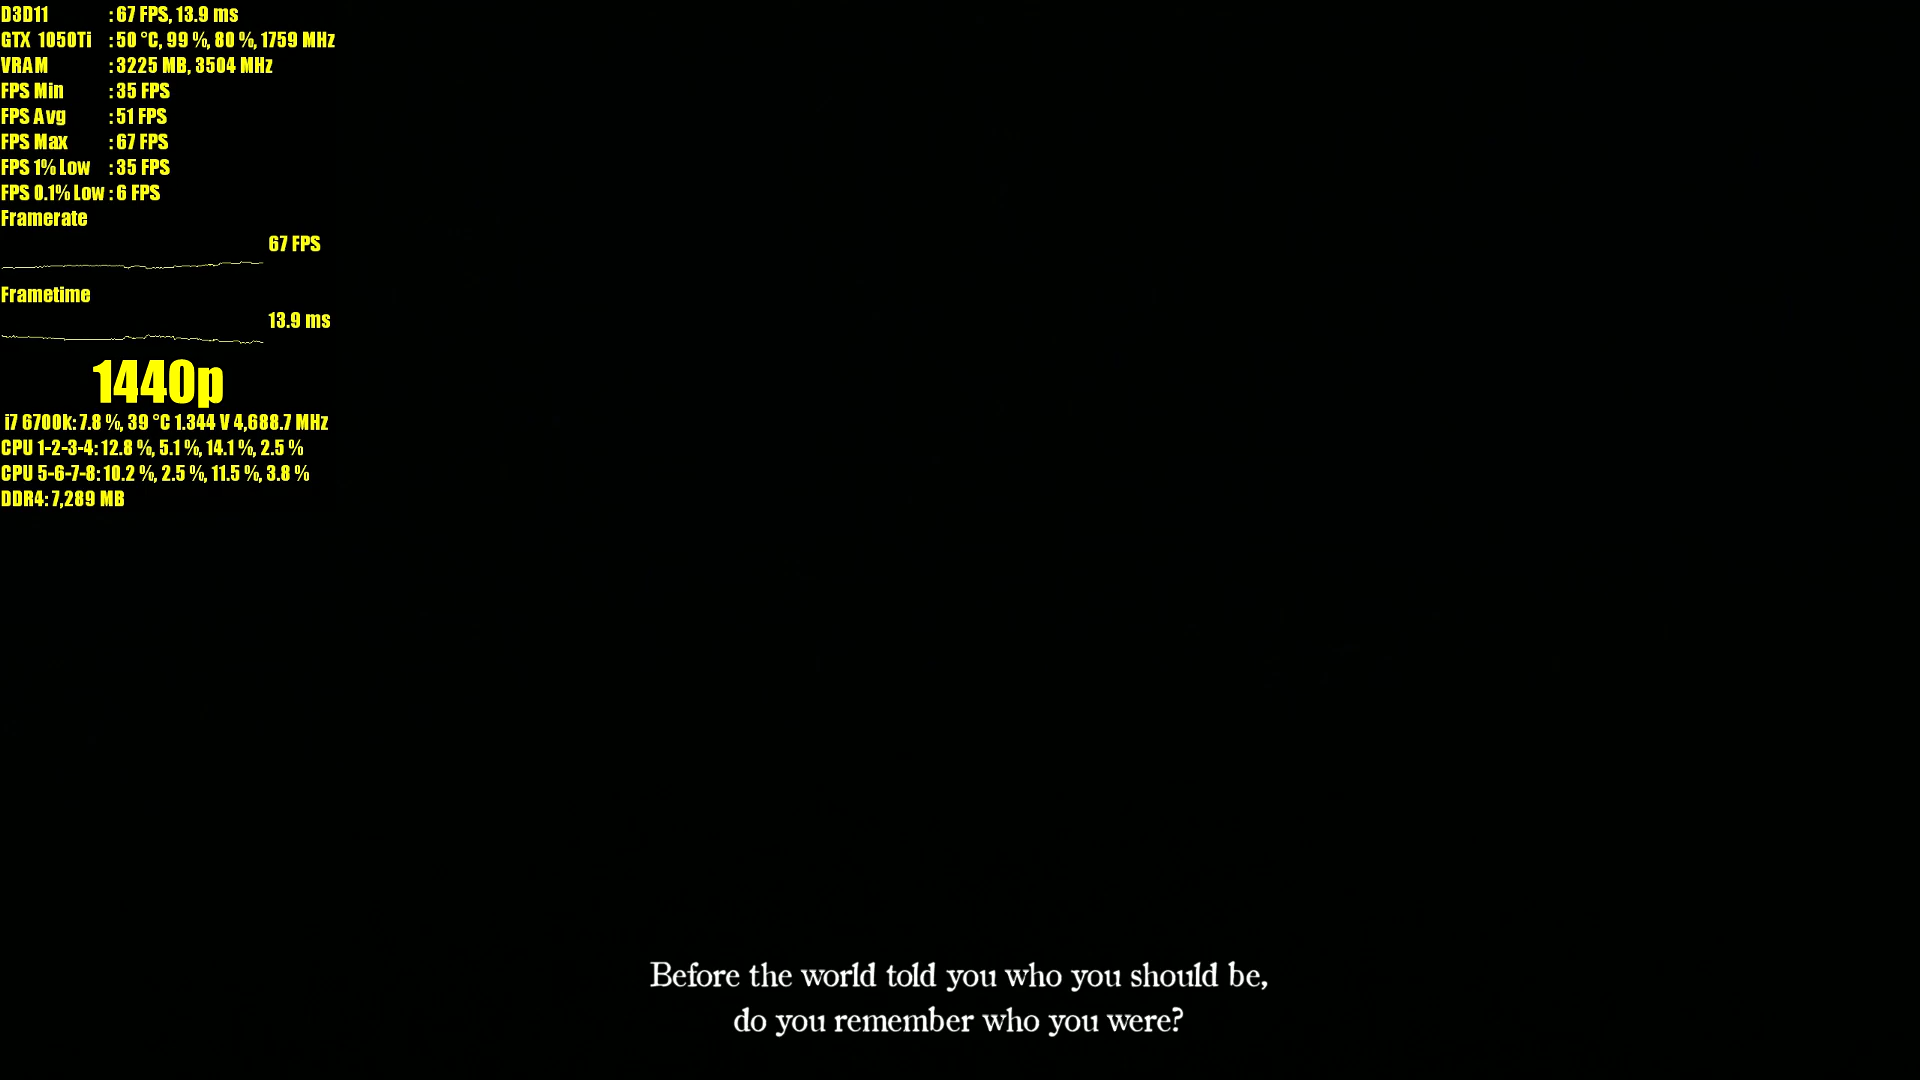 D3D11 : 67 FPS, 13.9 ms
GTX 1050Ti : 50 °C, 99 %, 80 %, 1759 MHz
VRAM : 3225 MB, 3504 MHz
FPS Min : 35 FPS
FPS Avg : 51 FPS
FPS Max : 67 FPS
FPS 1% Low : 35 FPS
FPS 0.1% Low : 6 FPS
Framerate
67 FPS
Frametime
13.9 ms
1440p
i7 6700k: 7.8 %, 39 °C 1.344 V 4,688.7 MHz
CPU 1-2-3-4: 12.8 %, 5.1 %, 14.1 %, 2.5 %
CPU 5-6-7-8: 10.2 %, 2.5 %, 11.5 %, 3.8 %
DDR4: 7,289 MB
Before the world told you who you should be,
do you remember who you were?